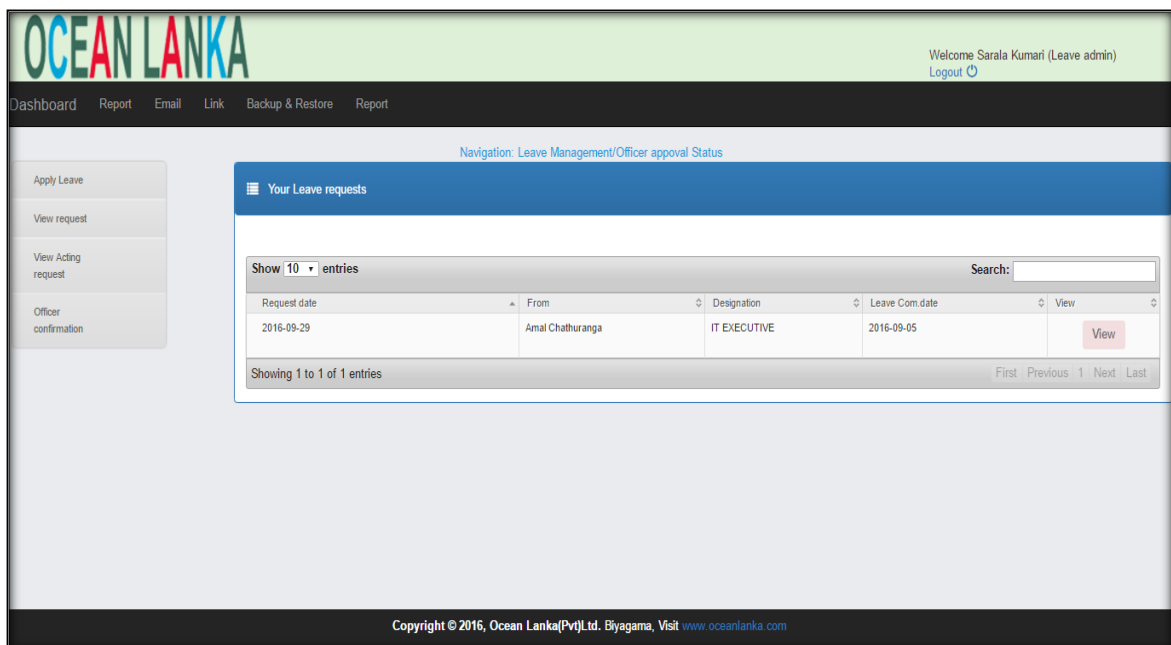 OCEAN LANKA
Welcome Sarala Kumari (Leave admin)
Logout
Dashboard Report Email Link Backup & Restore Report
Navigation: Leave Management/Officer appoval Status
Apply Leave
View request
View Acting
request
Officer
confirmation
Your Leave requests
Show 10 entries Search:
Request date From Designation Leave Com.date View
2016-09-29 Amal Chathuranga IT EXECUTIVE 2016-09-05 View
Showing 1 to 1 of 1 entries First Previous 1 Next Last
Copyright © 2016, Ocean Lanka(Pvt)Ltd. Biyagama, Visit www.oceanlanka.com